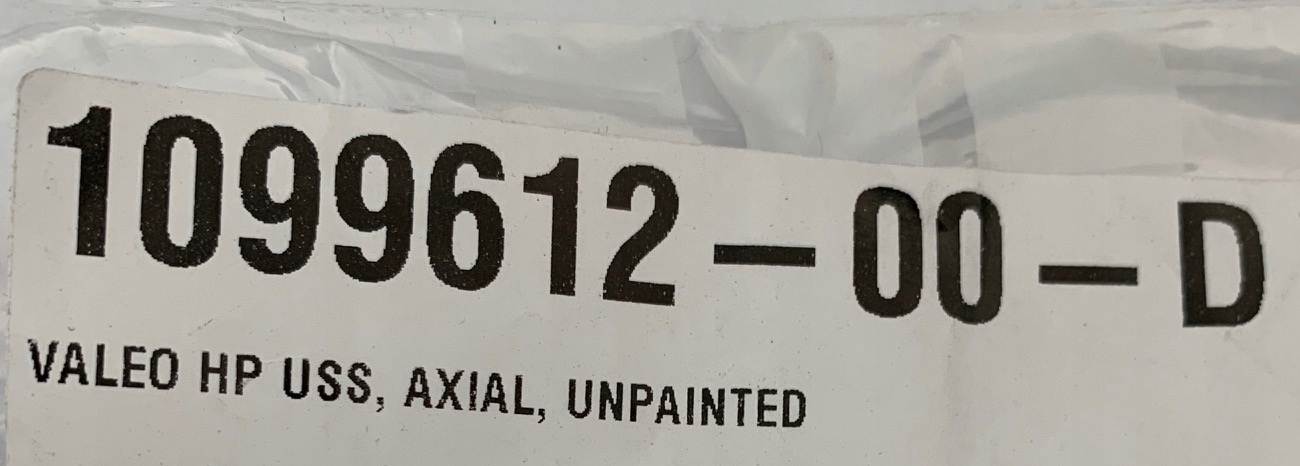 1099612-00-D
VALEO HP USS, AXIAL, UNPAINTED